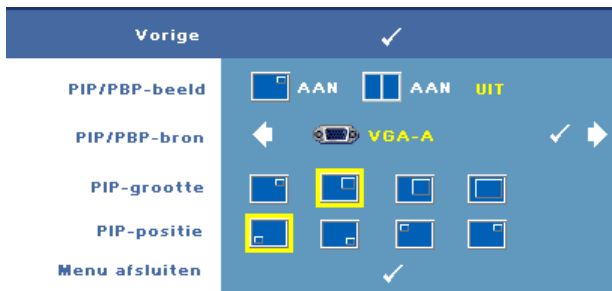 Vorige
PIP/PBP-beeld AAN AAN UIT
PIP/PBP-bron VGA-A
PIP-grootte
PIP-positie
Menu afsluiten